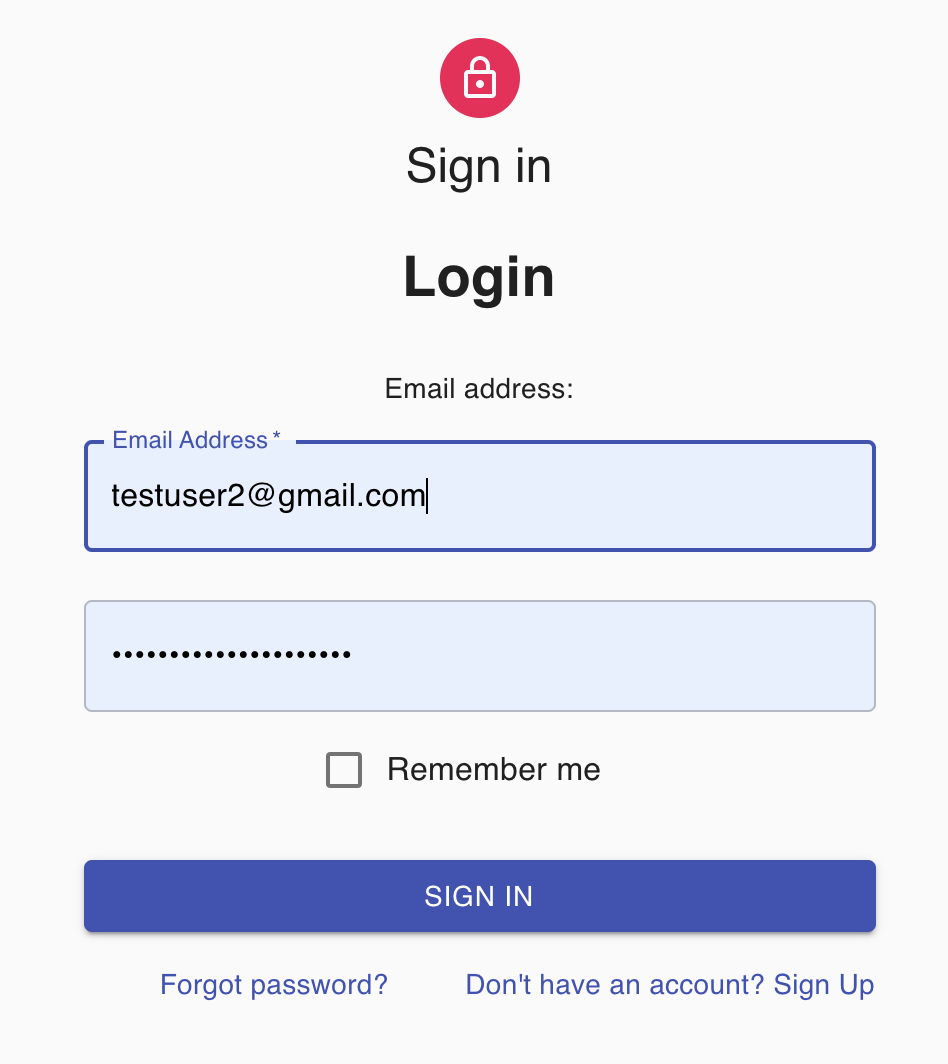 Sign in
Login
Email address:
Email Address *
testuser2@gmail.com
•••••••••••••••••••••
Remember me
SIGN IN
Forgot password?
Don't have an account? Sign Up